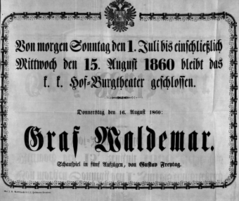 Von morgen Sonntag den 1. Juli bis einschließlich
Mittwoch den 15. August 1860 bleibt das
k. k. Hof-Burgtheater geschlossen.
Donnerstag den 16. August 1860:
Graf Waldemar.
Schauspiel in fünf Aufzügen, von Gustav Freytag.